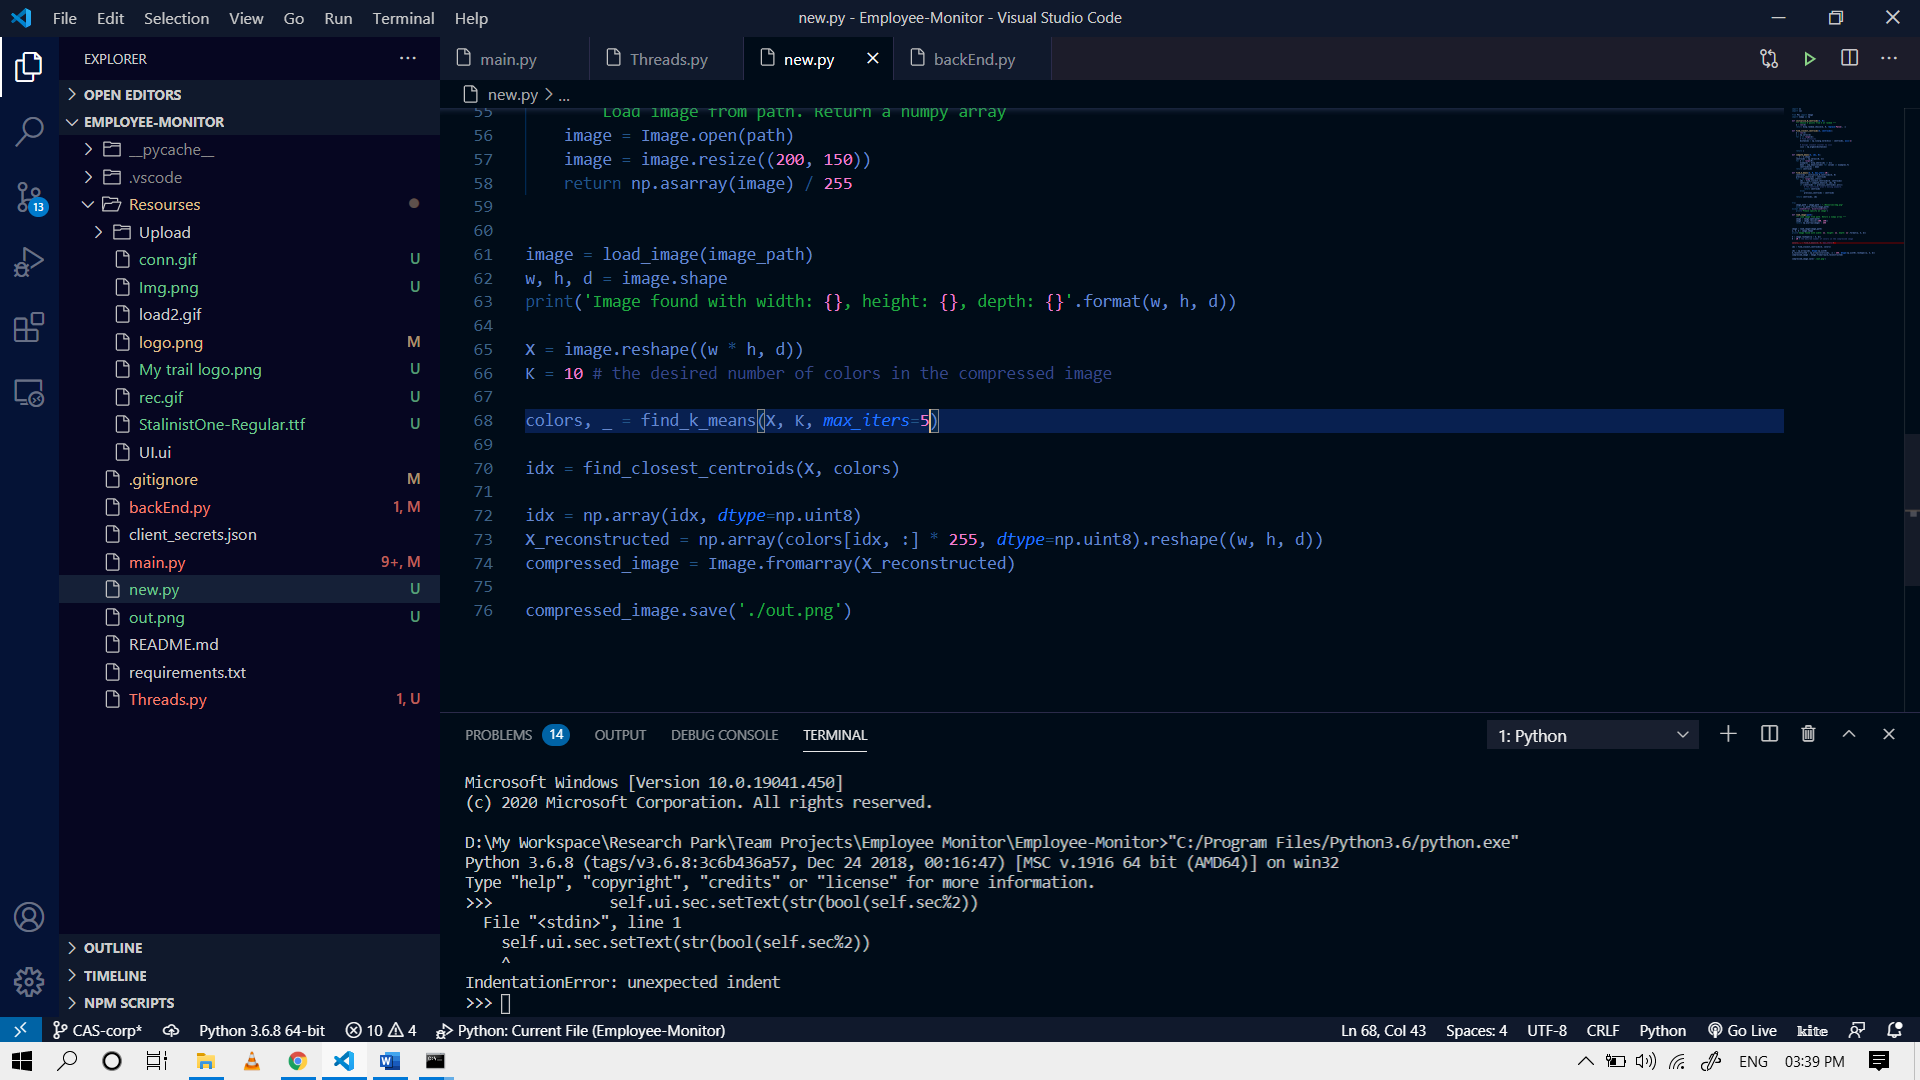 File Edit Selection View Go Run Terminal Help
new.py - Employee-Monitor - Visual Studio Code
EXPLORER
main.py
Threads.py
new.py
backEnd.py
OPEN EDITORS
EMPLOYEE-MONITOR
__pycache__
.vscode
Resourses
Upload
conn.gif U
Img.png U
load2.gif
logo.png M
My trail logo.png U
rec.gif U
StalinistOne-Regular.ttf U
UI.ui
.gitignore M
backEnd.py 1, M
client_secrets.json
main.py 9+, M
new.py U
out.png U
README.md
requirements.txt
Threads.py 1, U
OUTLINE
TIMELINE
NPM SCRIPTS
13
new.py > ...
55 Load image from path. Return a numpy array
56 image = Image.open(path)
57 image = image.resize((200, 150))
58 return np.asarray(image) / 255
59
60
61 image = load_image(image_path)
62 w, h, d = image.shape
63 print('Image found with width: {}, height: {}, depth: {}'.format(w, h, d))
64
65 X = image.reshape((w * h, d))
66 K = 10 # the desired number of colors in the compressed image
67
68 colors, _ = find_k_means(X, K, max_iters=5)
69
70 idx = find_closest_centroids(X, colors)
71
72 idx = np.array(idx, dtype=np.uint8)
73 X_reconstructed = np.array(colors[idx, :] * 255, dtype=np.uint8).reshape((w, h, d))
74 compressed_image = Image.fromarray(X_reconstructed)
75
76 compressed_image.save('./out.png')
PROBLEMS 14 OUTPUT DEBUG CONSOLE TERMINAL
1: Python
Microsoft Windows [Version 10.0.19041.450]
(c) 2020 Microsoft Corporation. All rights reserved.
D:\My Workspace\Research Park\Team Projects\Employee Monitor\Employee-Monitor>"C:/Program Files/Python3.6/python.exe"
Python 3.6.8 (tags/v3.6.8:3c6b436a57, Dec 24 2018, 00:16:47) [MSC v.1916 64 bit (AMD64)] on win32
Type "help", "copyright", "credits" or "license" for more information.
>>> self.ui.sec.setText(str(bool(self.sec%2))
File "<stdin>", line 1
self.ui.sec.setText(str(bool(self.sec%2))
^
IndentationError: unexpected indent
>>>
CAS-corp* Python 3.6.8 64-bit 10 4 Python: Current File (Employee-Monitor)
Ln 68, Col 43 Spaces: 4 UTF-8 CRLF Python Go Live kite
ENG 03:39 PM